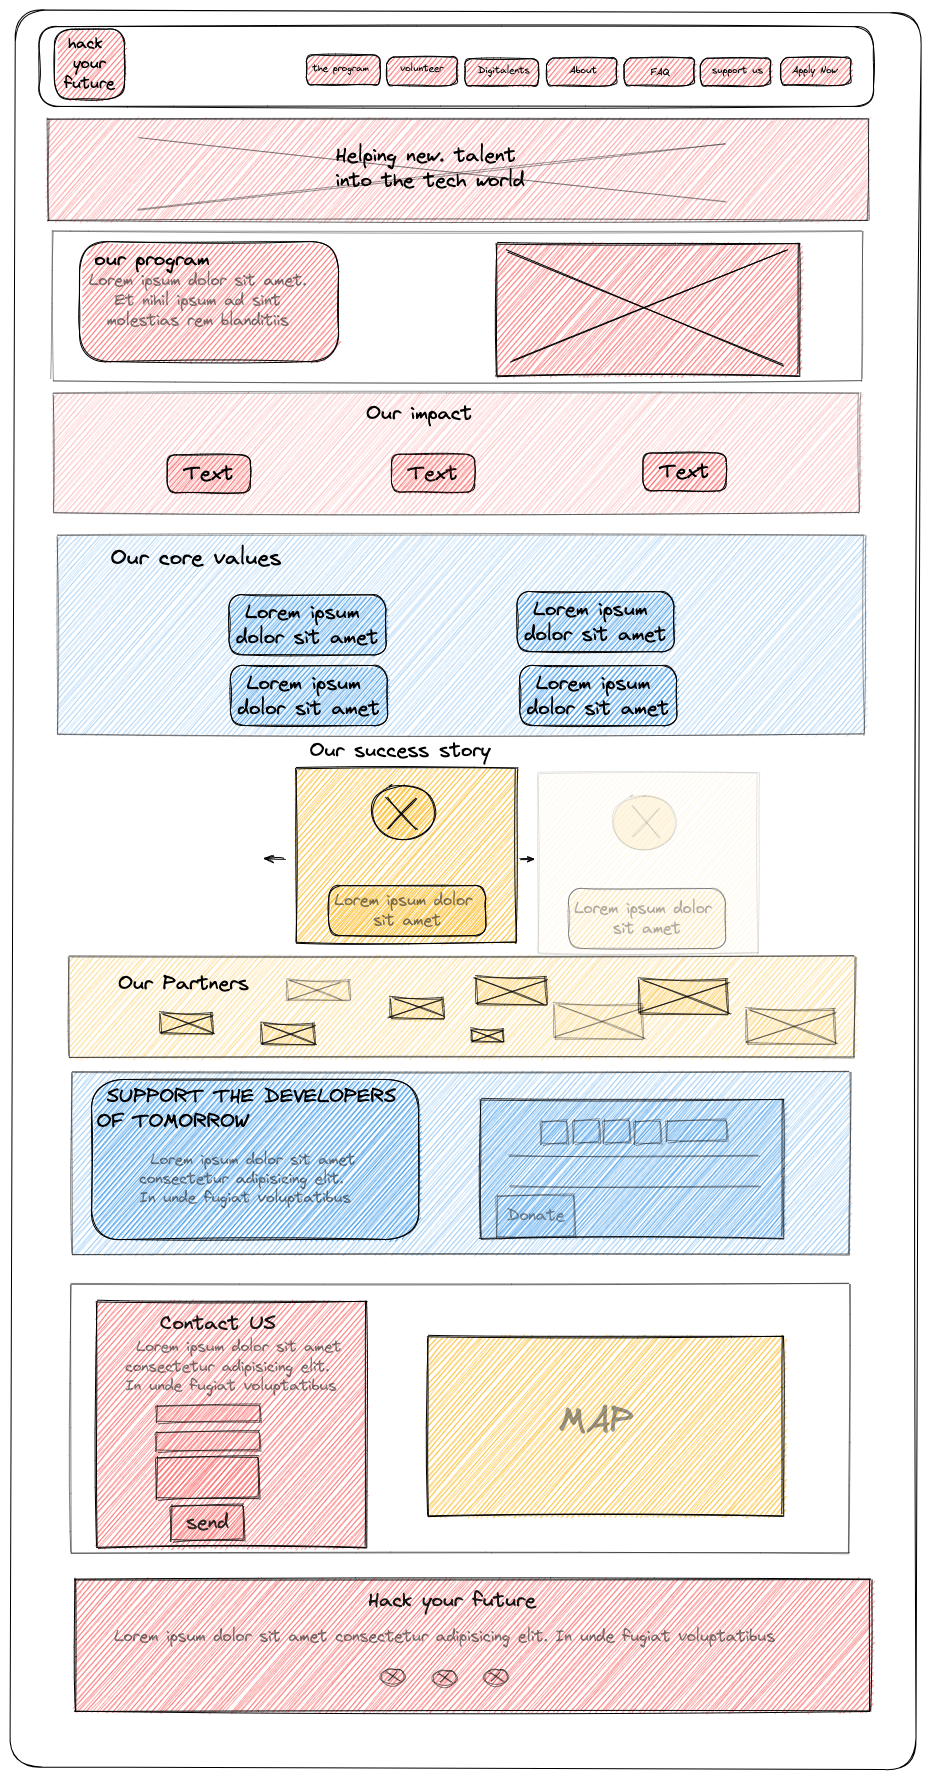 hack
your
future
the program
volunteer
Digitalents
About
FAQ
support us
Apply Now
Helping new. talent
into the tech world
our program
Lorem ipsum dolor sit amet.
Et nihil ipsum ad sint
molestias rem blanditiis
Our impact
Text
Text
Text
Our core values
Lorem ipsum
dolor sit amet
Lorem ipsum
dolor sit amet
Lorem ipsum
dolor sit amet
Lorem ipsum
dolor sit amet
Our success story
Lorem ipsum dolor
sit amet
Lorem ipsum dolor
sit amet
Our Partners
SUPPORT THE DEVELOPERS
OF TOMORROW
Lorem ipsum dolor sit amet
consectetur adipisicing elit.
In unde fugiat voluptatibus
Donate
Contact US
Lorem ipsum dolor sit amet
consectetur adipisicing elit.
In unde fugiat voluptatibus
send
MAP
Hack your future
Lorem ipsum dolor sit amet consectetur adipisicing elit. In unde fugiat voluptatibus